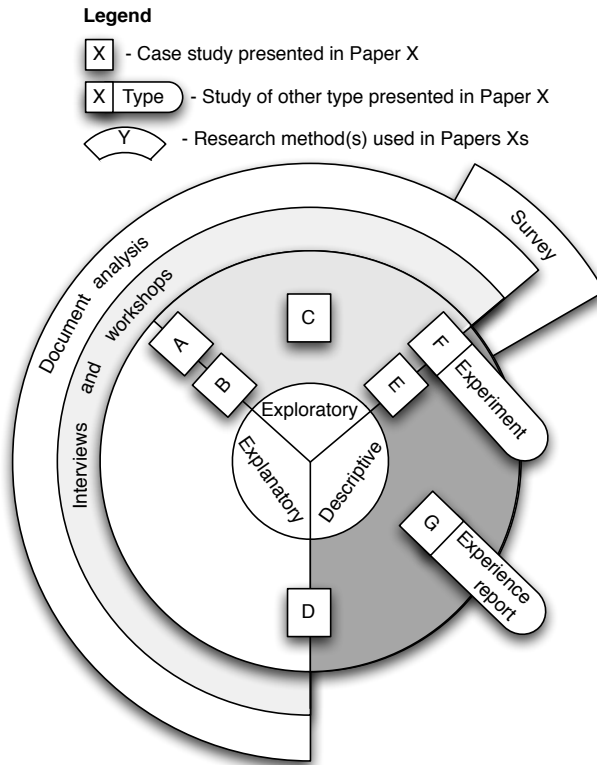 Legend
X - Case study presented in Paper X
X Type - Study of other type presented in Paper X
Y - Research method(s) used in Papers Xs
Survey
Document analysis
Interviews and workshops
A
B
C
E
F Experiment
Exploratory
Explanatory
Descriptive
G Experience
report
D